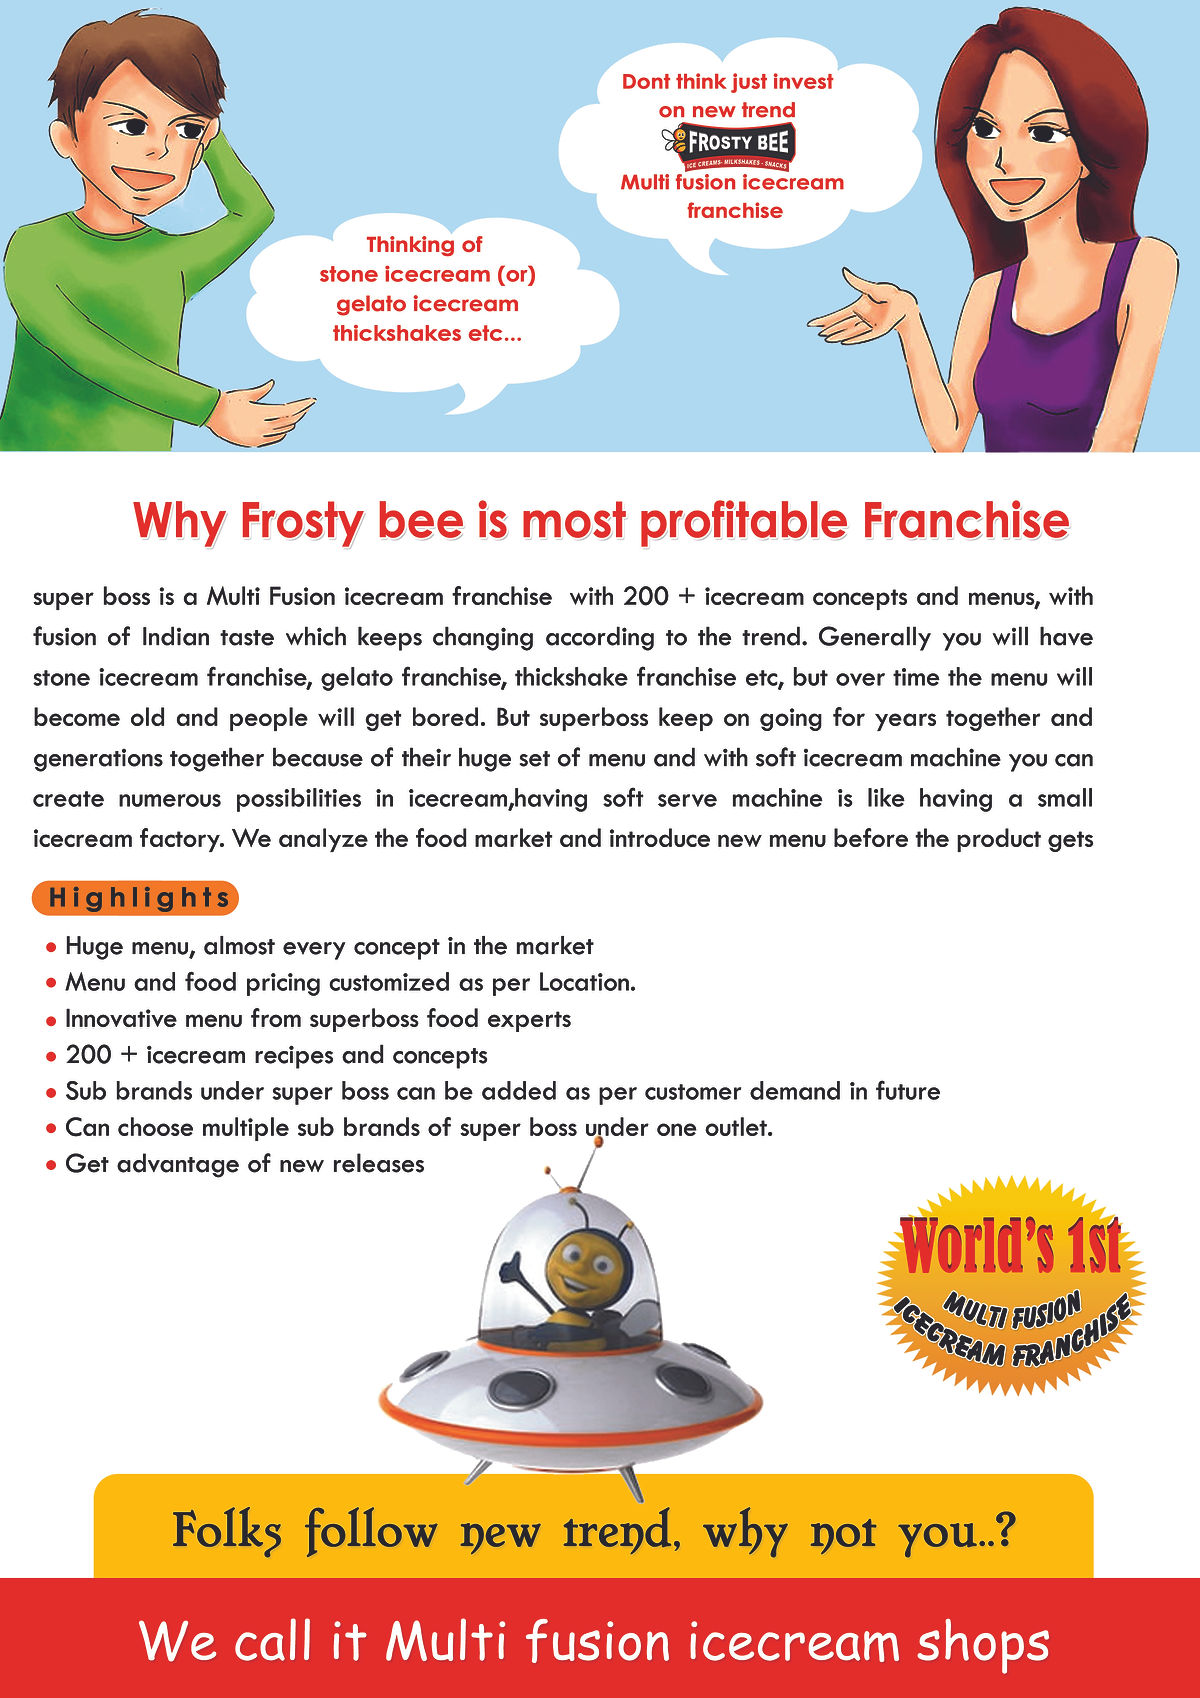 Dont think just invest
on new trend
FROSTY BEE
ICE CREAMS- MILKSHAKES - SNACKS
Multi fusion icecream
franchise
Thinking of
stone icecream (or)
gelato icecream
thickshakes etc...
Why Frosty bee is most profitable Franchise
super boss is a Multi Fusion icecream franchise with 200 + icecream concepts and menus, with
fusion of Indian taste which keeps changing according to the trend. Generally you will have
stone icecream franchise, gelato franchise, thickshake franchise etc, but over time the menu will
become old and people will get bored. But superboss keep on going for years together and
generations together because of their huge set of menu and with soft icecream machine you can
create numerous possibilities in icecream,having soft serve machine is like having a small
icecream factory. We analyze the food market and introduce new menu before the product gets
Highlights
• Huge menu, almost every concept in the market
• Menu and food pricing customized as per Location.
• Innovative menu from superboss food experts
• 200 + icecream recipes and concepts
• Sub brands under super boss can be added as per customer demand in future
• Can choose multiple sub brands of super boss under one outlet.
• Get advantage of new releases
World's 1st
MULTI FUSION
ICECREAM FRANCHISE
Folks follow new trend, why not you..?
We call it Multi fusion icecream shops